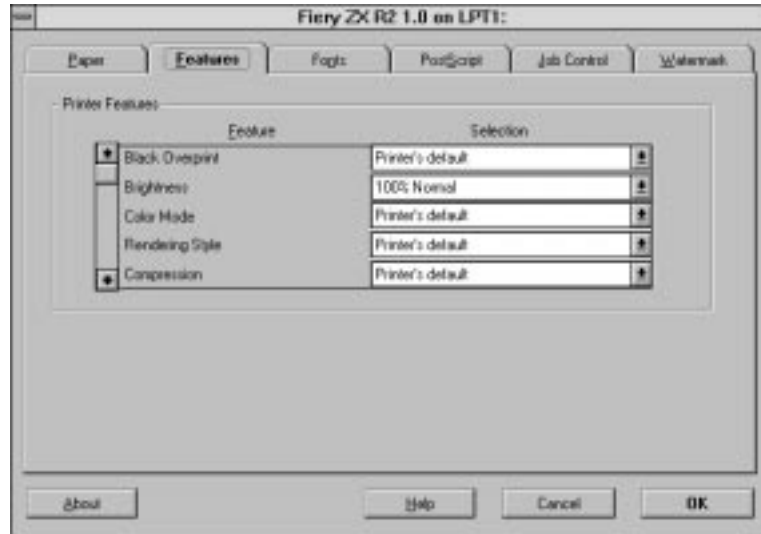 Fiery ZX R2 1.0 on LPT1:
Paper Features Fonts PostScript Job Control Watermark
Printer Features
Feature Selection
Black Overprint Printer's default
Brightness 100% Normal
Color Mode Printer's default
Rendering Style Printer's default
Compression Printer's default
About Help Cancel OK